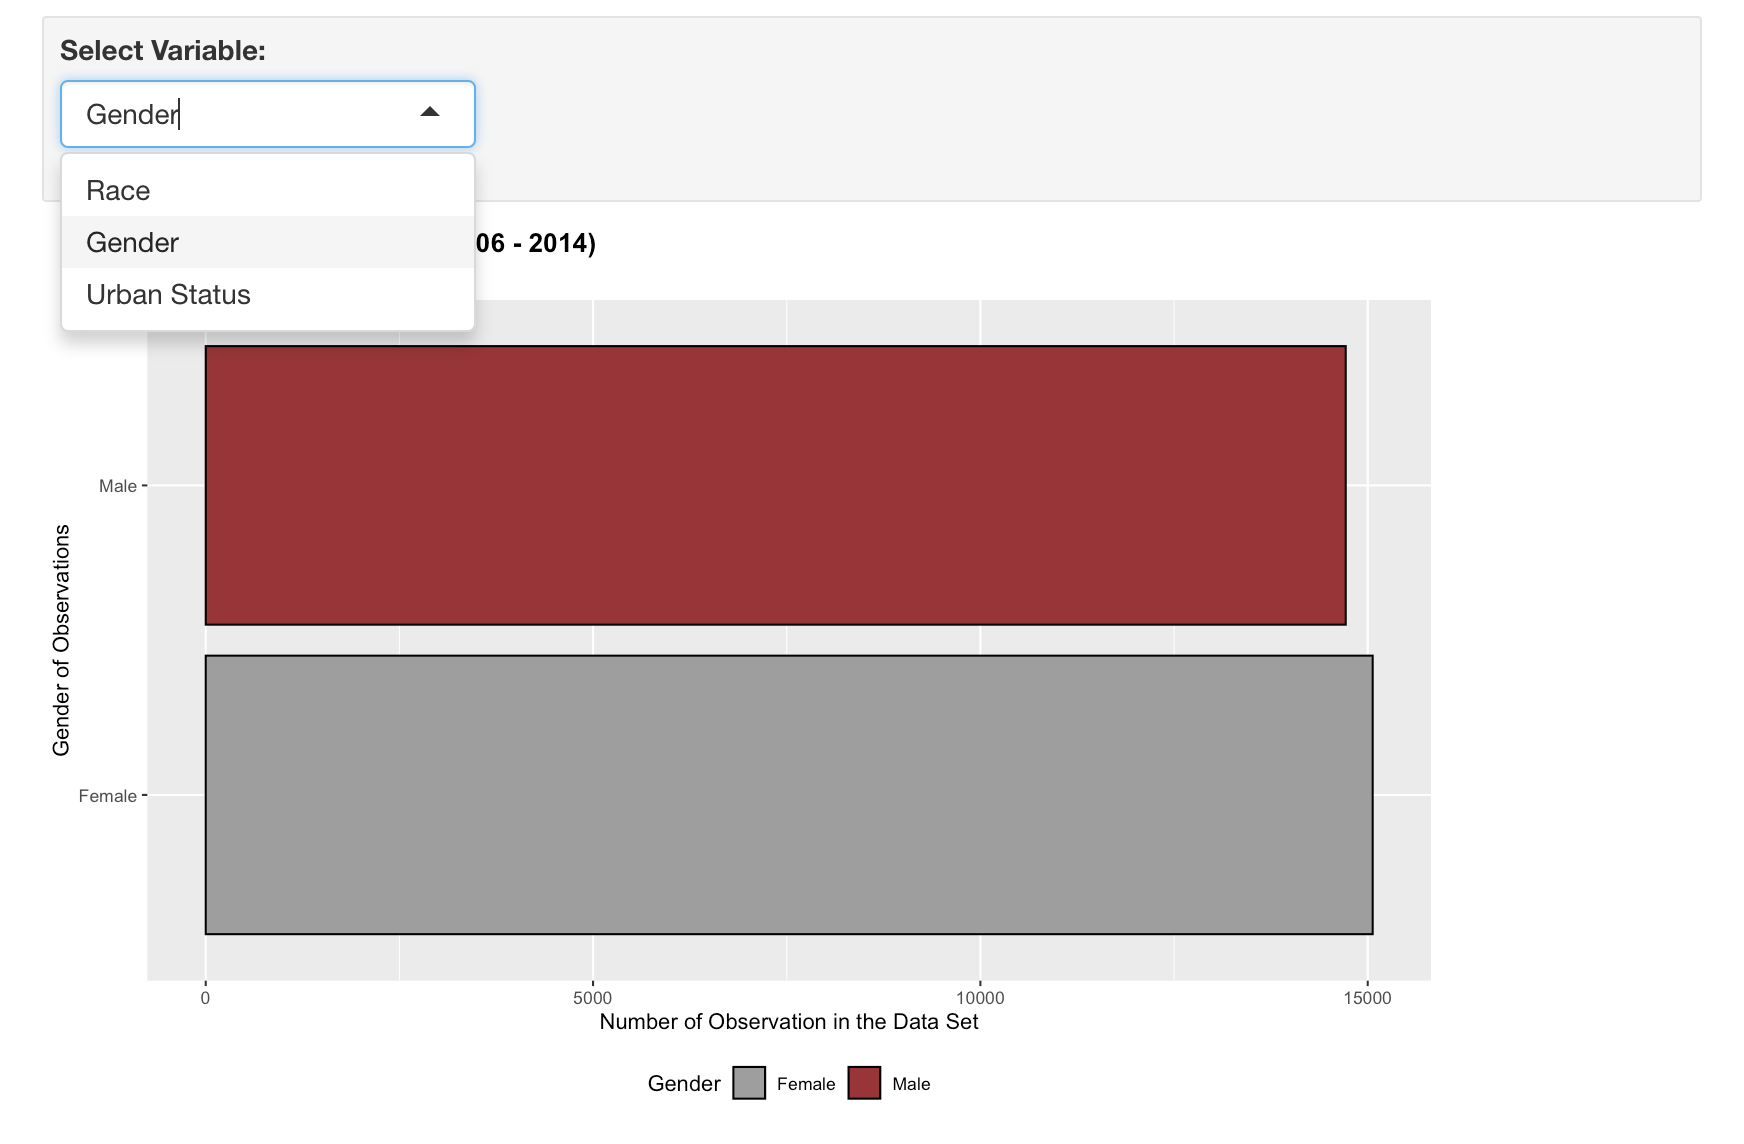 Select Variable:
Gender
Race
Gender
Urban Status
06 - 2014)
Gender of Observations
Male
Female
0 5000 10000 15000
Number of Observation in the Data Set
Gender Female Male